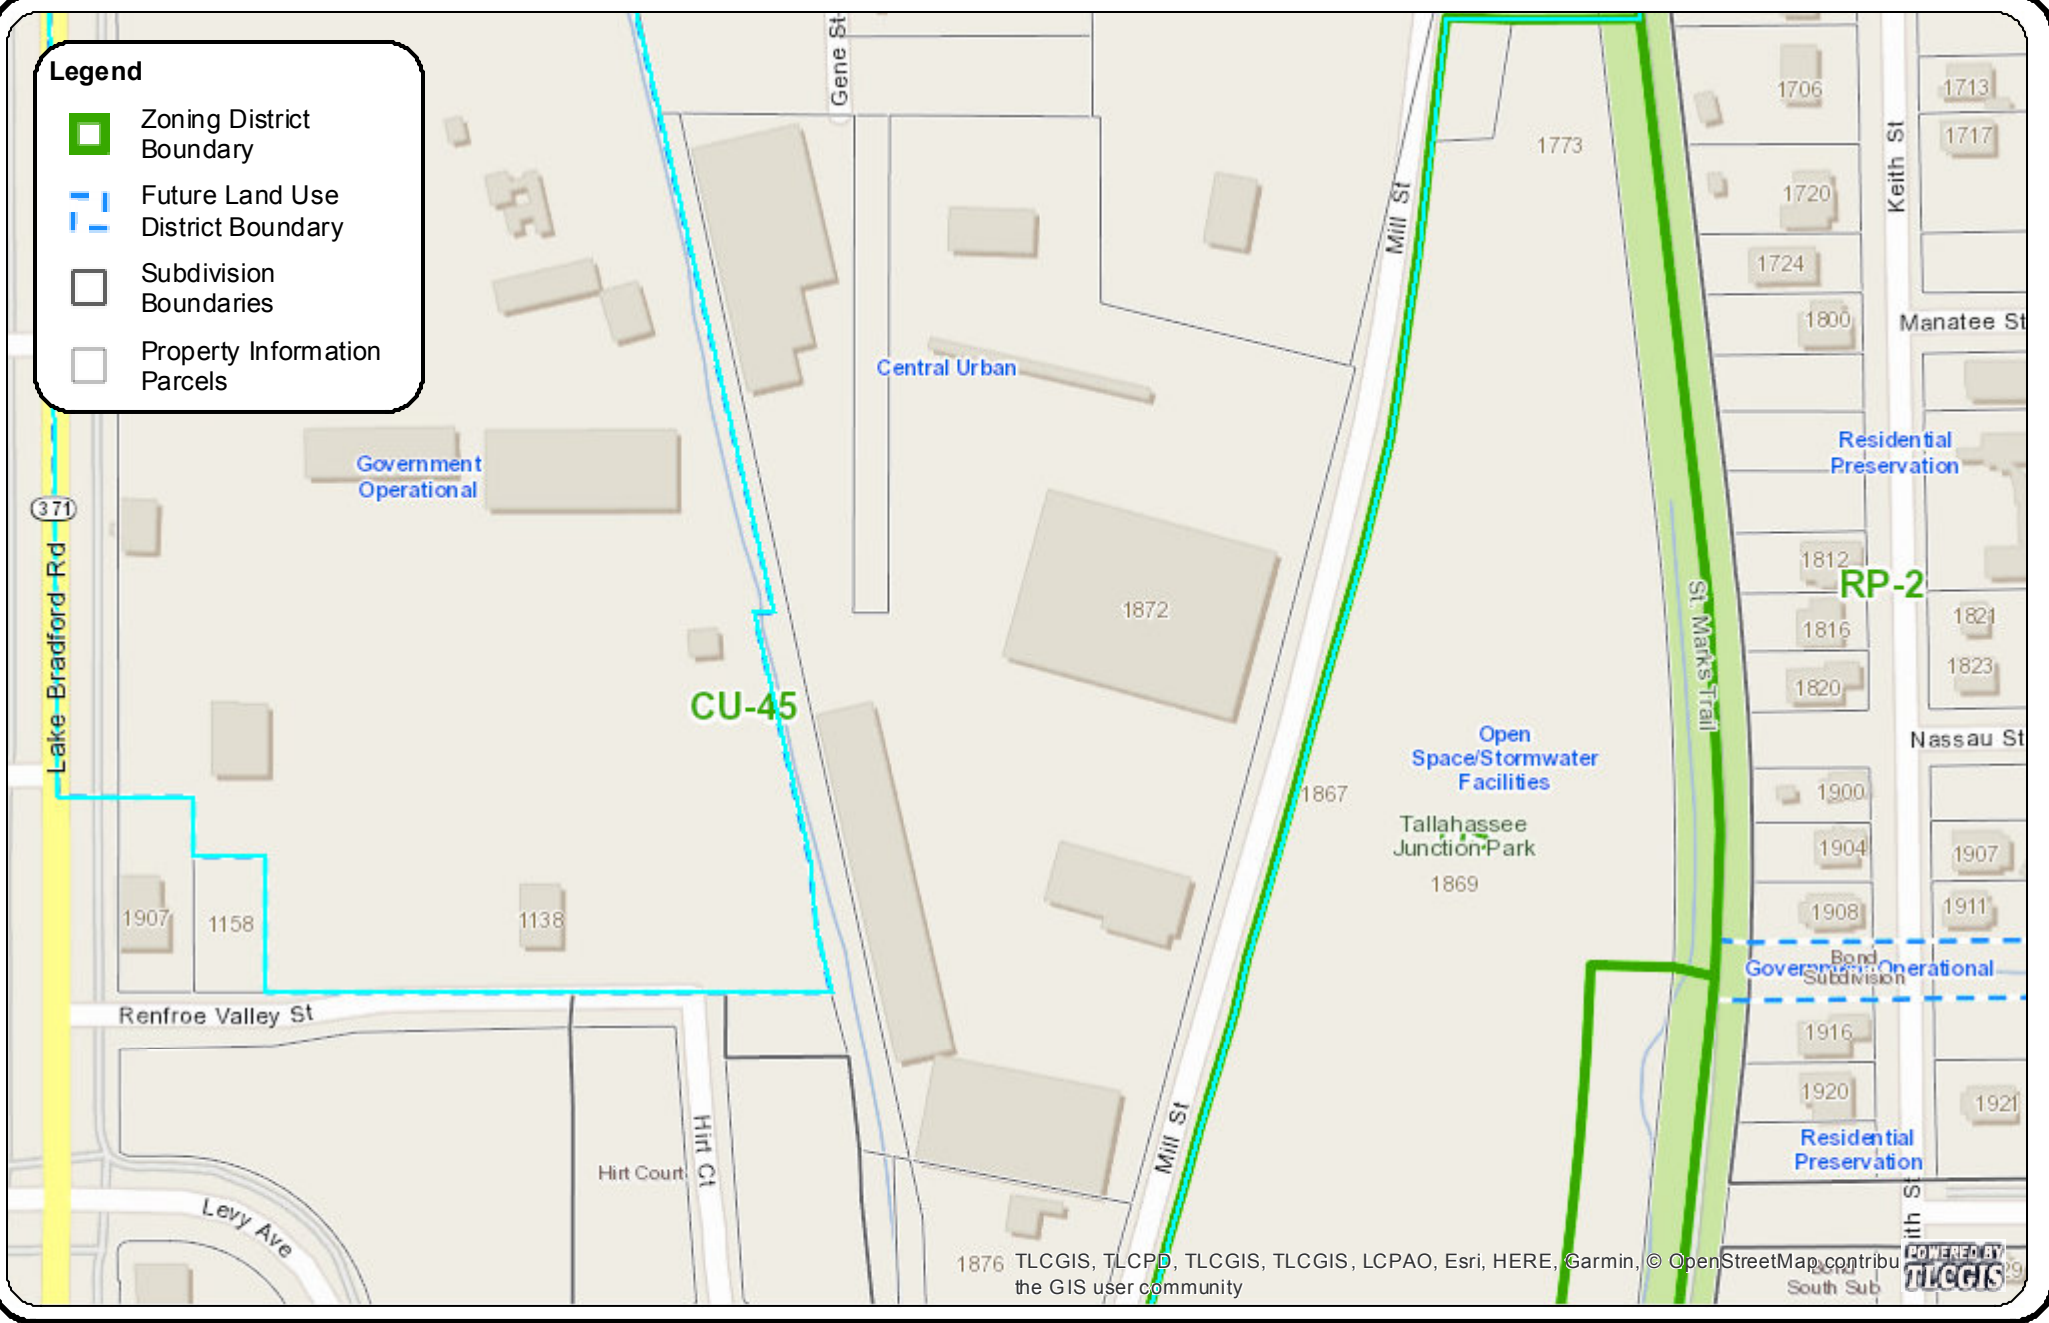 Legend
Zoning District
Boundary
Future Land Use
District Boundary
Subdivision
Boundaries
Property Information
Parcels
Gene St
Mill St
1773
1706
1713
1717
Keith St
1720
1724
1800
Manatee St
Central Urban
Government
Operational
Residential
Preservation
371
Lake Bradford Rd
1812
RP-2
1872
1816
1821
1823
1820
St. Marks Trail
CU-45
Open
Space/Stormwater
Facilities
Nassau St
1867
1900
Tallahassee
Junction Park
1904
1907
1869
1908
1911
1907
1158
1138
Bond
Subdivision
Government Operational
Renfroe Valley St
1916
1920
1921
Hirt Ct
Hirt Court
Mill St
Residential
Preservation
Levy Ave
ith St
1876
TLCGIS, TLCPD, TLCGIS, TLCGIS, LCPAO, Esri, HERE, Garmin, © OpenStreetMap contribu
the GIS user community
Bond
South Sub
POWERED BY
TLCGIS